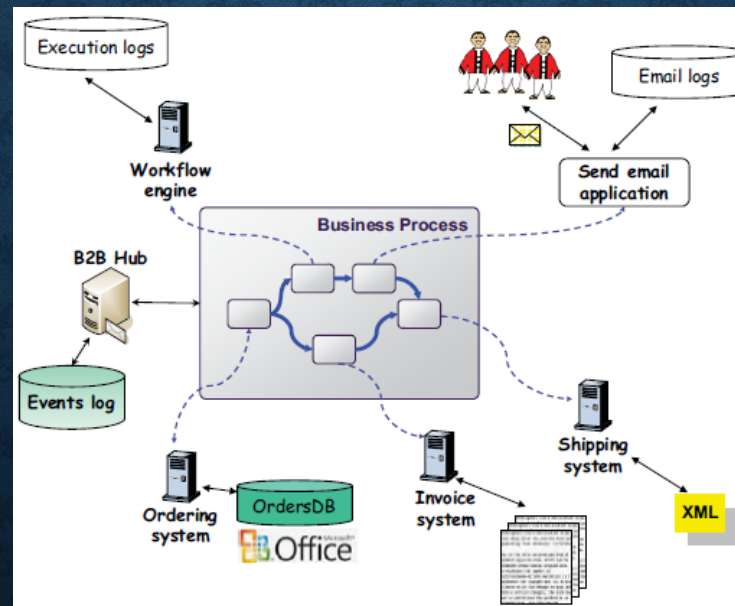 Execution logs
Email logs
Workflow
engine
Send email
application
Business Process
B2B Hub
Events log
Shipping
system
Ordering
system
OrdersDB
Microsoft
Office
Invoice
system
XML